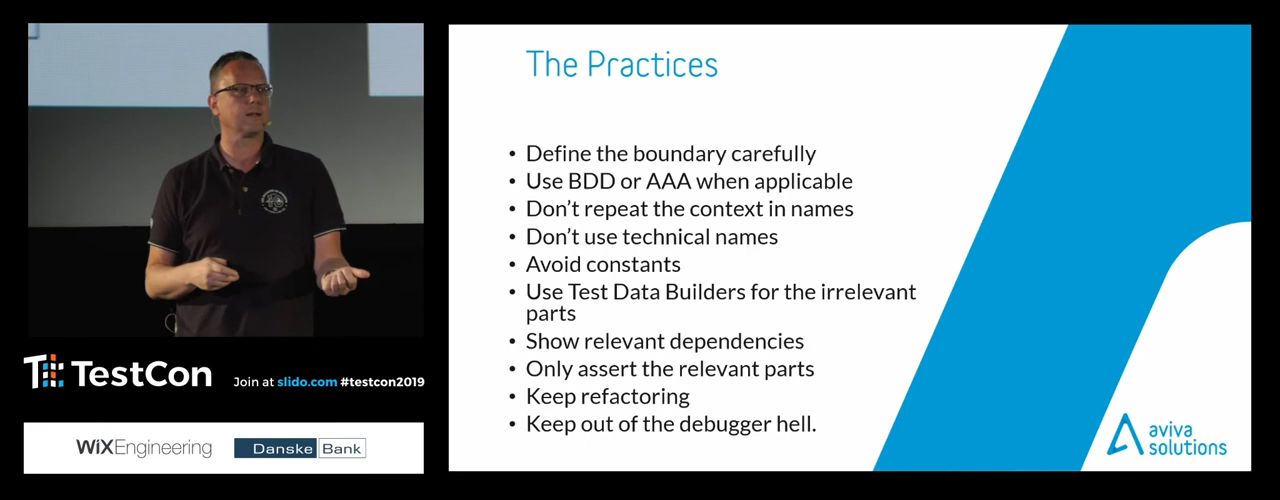 The Practices
• Define the boundary carefully
• Use BDD or AAA when applicable
• Don't repeat the context in names
• Don't use technical names
• Avoid constants
• Use Test Data Builders for the irrelevant
parts
• Show relevant dependencies
• Only assert the relevant parts
• Keep refactoring
• Keep out of the debugger hell.
aviva
solutions
TestCon
Join at slido.com #testcon2019
WiXEngineering
Danske Bank